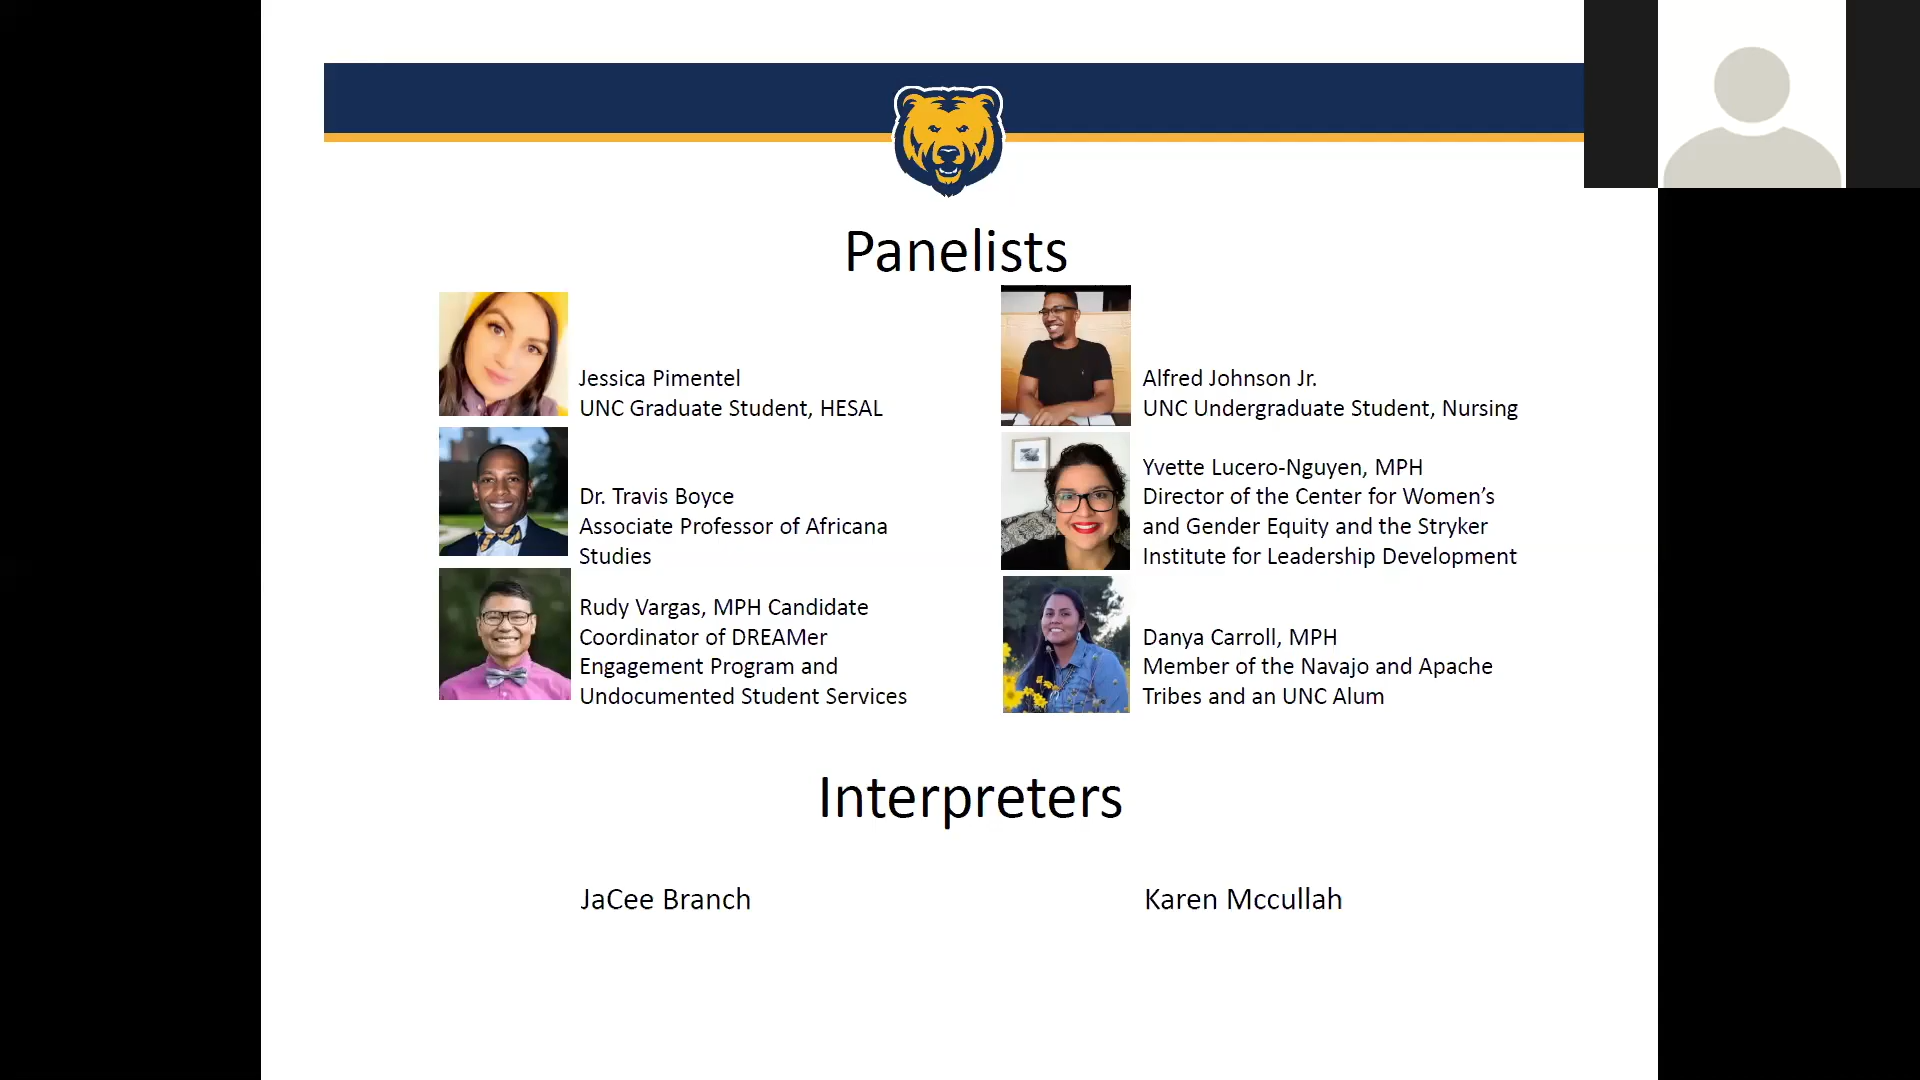 Panelists
Jessica Pimentel
UNC Graduate Student, HESAL
Dr. Travis Boyce
Associate Professor of Africana
Studies
Rudy Vargas, MPH Candidate
Coordinator of DREAMer
Engagement Program and
Undocumented Student Services
Alfred Johnson Jr.
UNC Undergraduate Student, Nursing
Yvette Lucero-Nguyen, MPH
Director of the Center for Women’s
and Gender Equity and the Stryker
Institute for Leadership Development
Danya Carroll, MPH
Member of the Navajo and Apache
Tribes and an UNC Alum
Interpreters
JaCee Branch
Karen Mccullah